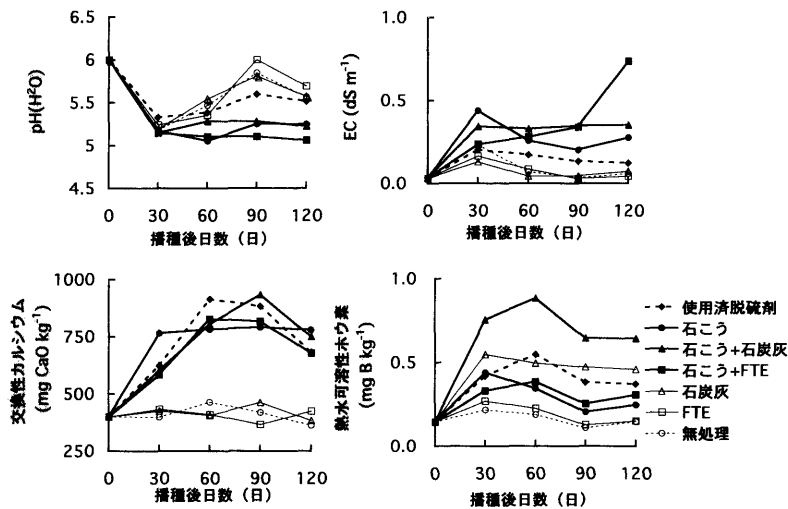 pH(H²O)
6.5
6
5.5
5
4.5
0 30 60 90 120
播種後日数（日）
EC (dS m⁻¹)
1.0
0.5
0.0
0 30 60 90 120
播種後日数（日）
交換性カルシウム
(mg CaO kg⁻¹)
1000
750
500
250
0 30 60 90 120
播種後日数（日）
熱水可溶性ホウ素
(mg B kg⁻¹)
1.0
0.5
0.0
0 30 60 90 120
播種後日数（日）
使用済脱硫剤
石こう
石こう+石炭灰
石こう+FTE
石炭灰
FTE
無処理